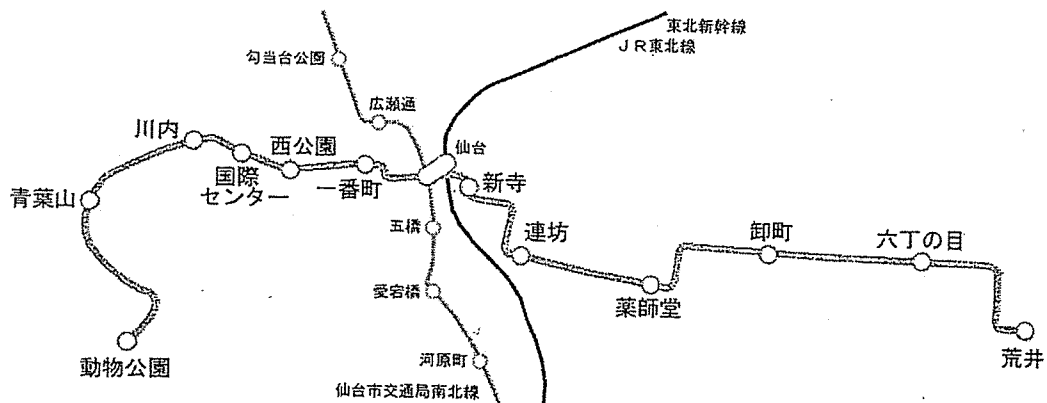 東北新幹線
JR東北線
勾当台公園
広瀬通
川内
西公園
仙台
国際
センター
一番町
新寺
青葉山
五橋
連坊
卸町
六丁の目
愛宕橋
薬師堂
動物公園
河原町
荒井
仙台市交通局南北線